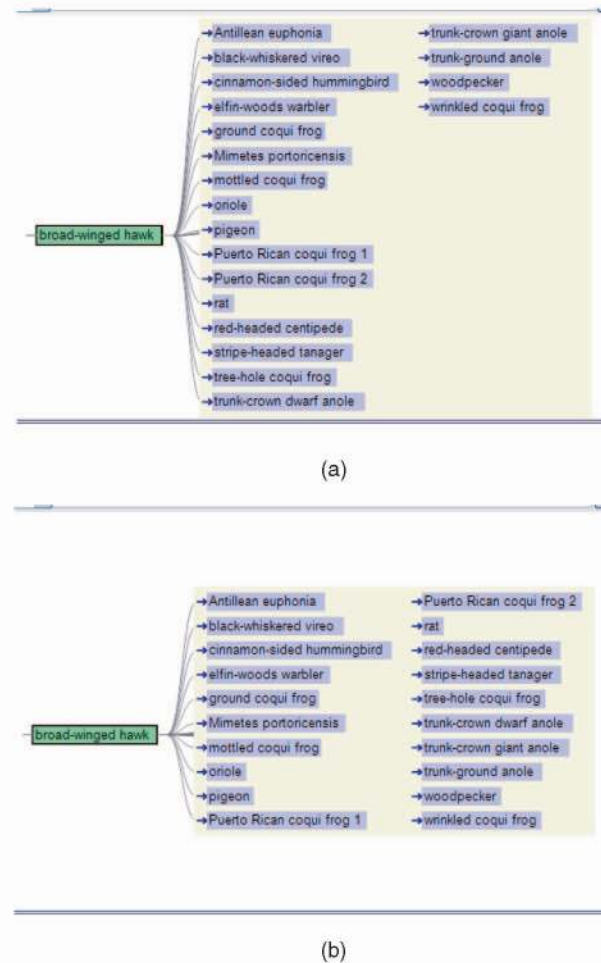 Antillean euphonia
black-whiskered vireo
cinnamon-sided hummingbird
elfin-woods warbler
ground coqui frog
Mimetes portoricensis
mottled coqui frog
oriole
pigeon
broad-winged hawk
Puerto Rican coqui frog 1
Puerto Rican coqui frog 2
rat
red-headed centipede
stripe-headed tanager
tree-hole coqui frog
trunk-crown dwarf anole
trunk-crown giant anole
trunk-ground anole
woodpecker
wrinkled coqui frog
(a)
Antillean euphonia
black-whiskered vireo
cinnamon-sided hummingbird
elfin-woods warbler
ground coqui frog
Mimetes portoricensis
broad-winged hawk
mottled coqui frog
oriole
pigeon
Puerto Rican coqui frog 1
Puerto Rican coqui frog 2
rat
red-headed centipede
stripe-headed tanager
tree-hole coqui frog
trunk-crown dwarf anole
trunk-crown giant anole
trunk-ground anole
woodpecker
wrinkled coqui frog
(b)